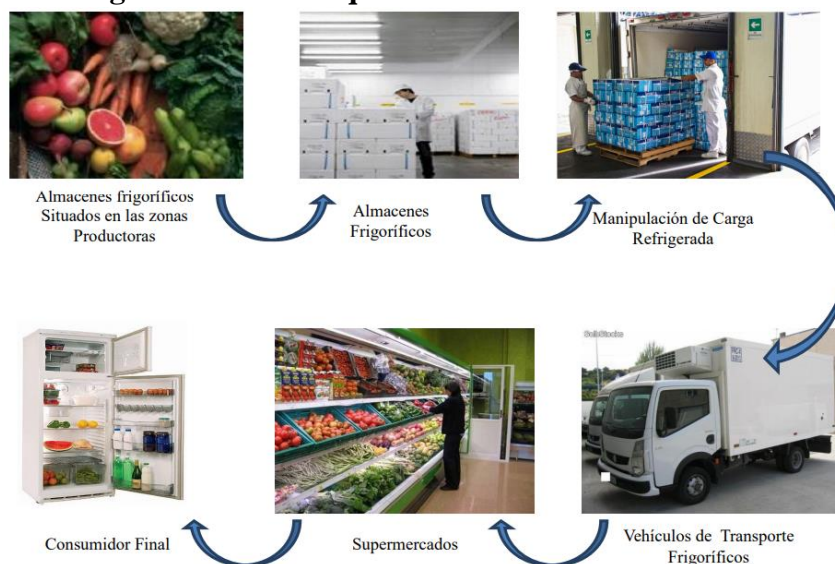 Almacenes frigoríficos
Situados en las zonas
Productoras
Almacenes
Frigoríficos
Manipulación de Carga
Refrigerada
Consumidor Final
Supermercados
Vehículos de Transporte
Frigoríficos